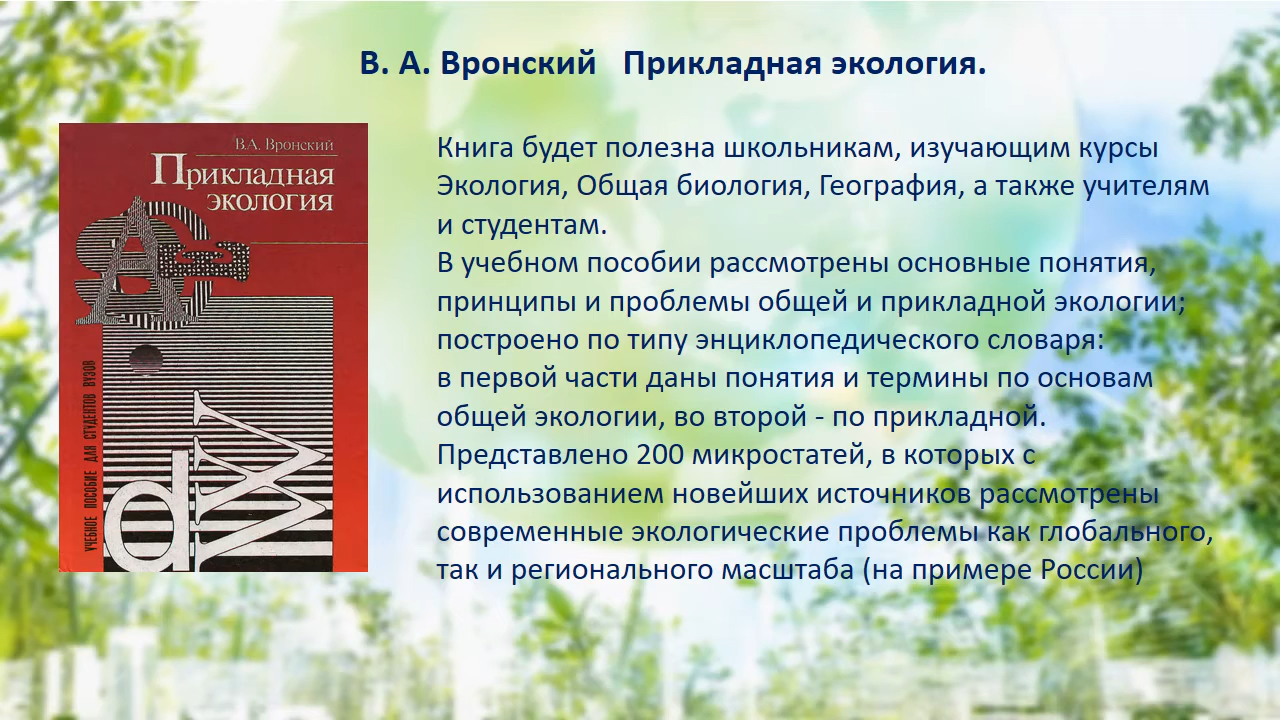 В. А. Вронский   Прикладная экология.
В.А. Вронский
Прикладная
экология
УЧЕБНОЕ ПОСОБИЕ ДЛЯ СТУДЕНТОВ ВУЗОВ
Книга будет полезна школьникам, изучающим курсы
Экология, Общая биология, География, а также учителям
и студентам.
В учебном пособии рассмотрены основные понятия,
принципы и проблемы общей и прикладной экологии;
построено по типу энциклопедического словаря:
в первой части даны понятия и термины по основам
общей экологии, во второй - по прикладной.
Представлено 200 микростатей, в которых с
использованием новейших источников рассмотрены
современные экологические проблемы как глобального,
так и регионального масштаба (на примере России)